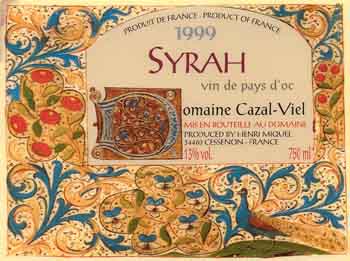 PRODUIT DE FRANCE - PRODUCT OF FRANCE
1999
SYRAH
vin de pays d'oc
Domaine Cazal-Viel
MIS EN BOUTEILLE AU DOMAINE
PRODUCED BY HENRI MIQUEL
34460 CESSENON - FRANCE
13% vol.
750 ml